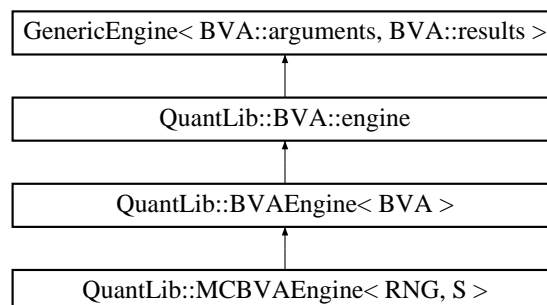 GenericEngine< BVA::arguments, BVA::results >
QuantLib::BVA::engine
QuantLib::BVAEngine< BVA >
QuantLib::MCBVAEngine< RNG, S >